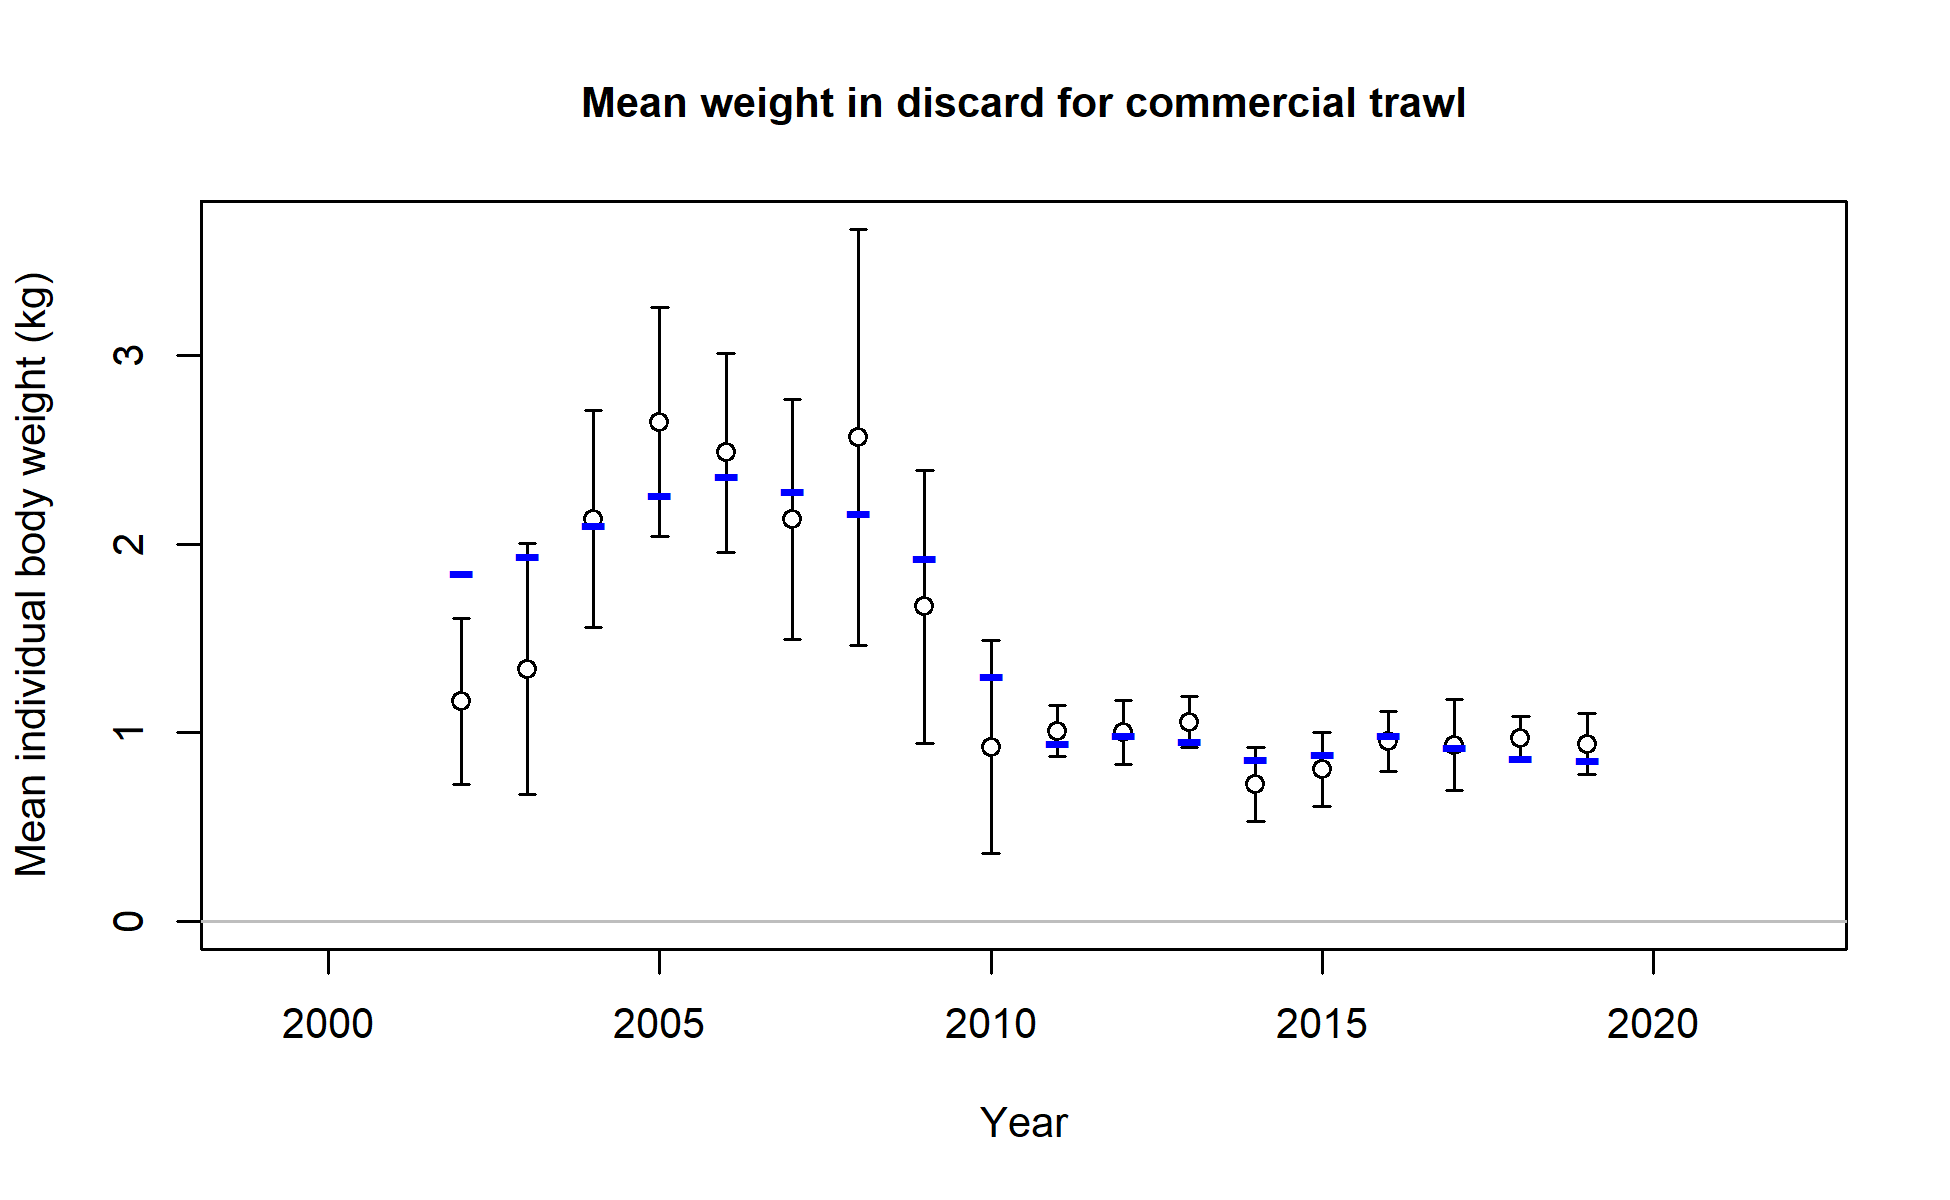 Mean weight in discard for commercial trawl
Mean individual body weight (kg)
3
2
1
0
2000 2005 2010 2015 2020
Year